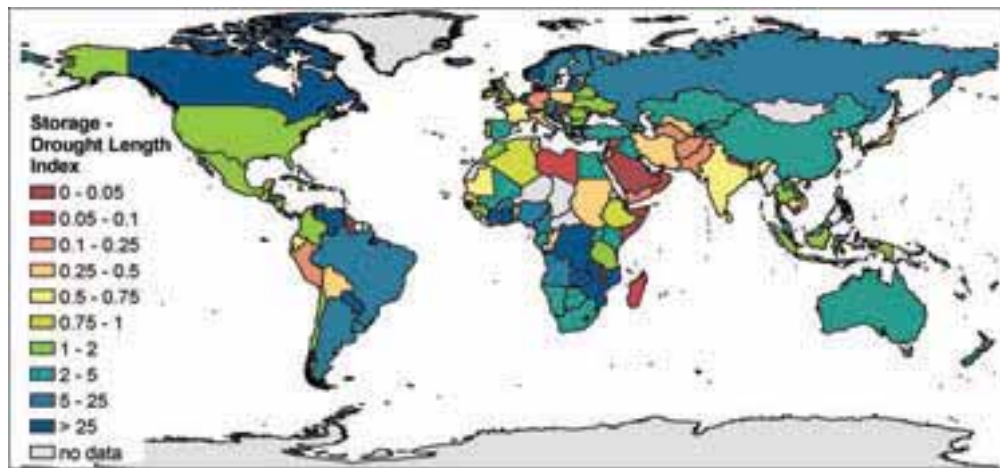 Storage -
Drought Length
Index
0 - 0.05
0.05 - 0.1
0.1 - 0.25
0.25 - 0.5
0.5 - 0.75
0.75 - 1
1 - 2
2 - 5
5 - 25
> 25
no data